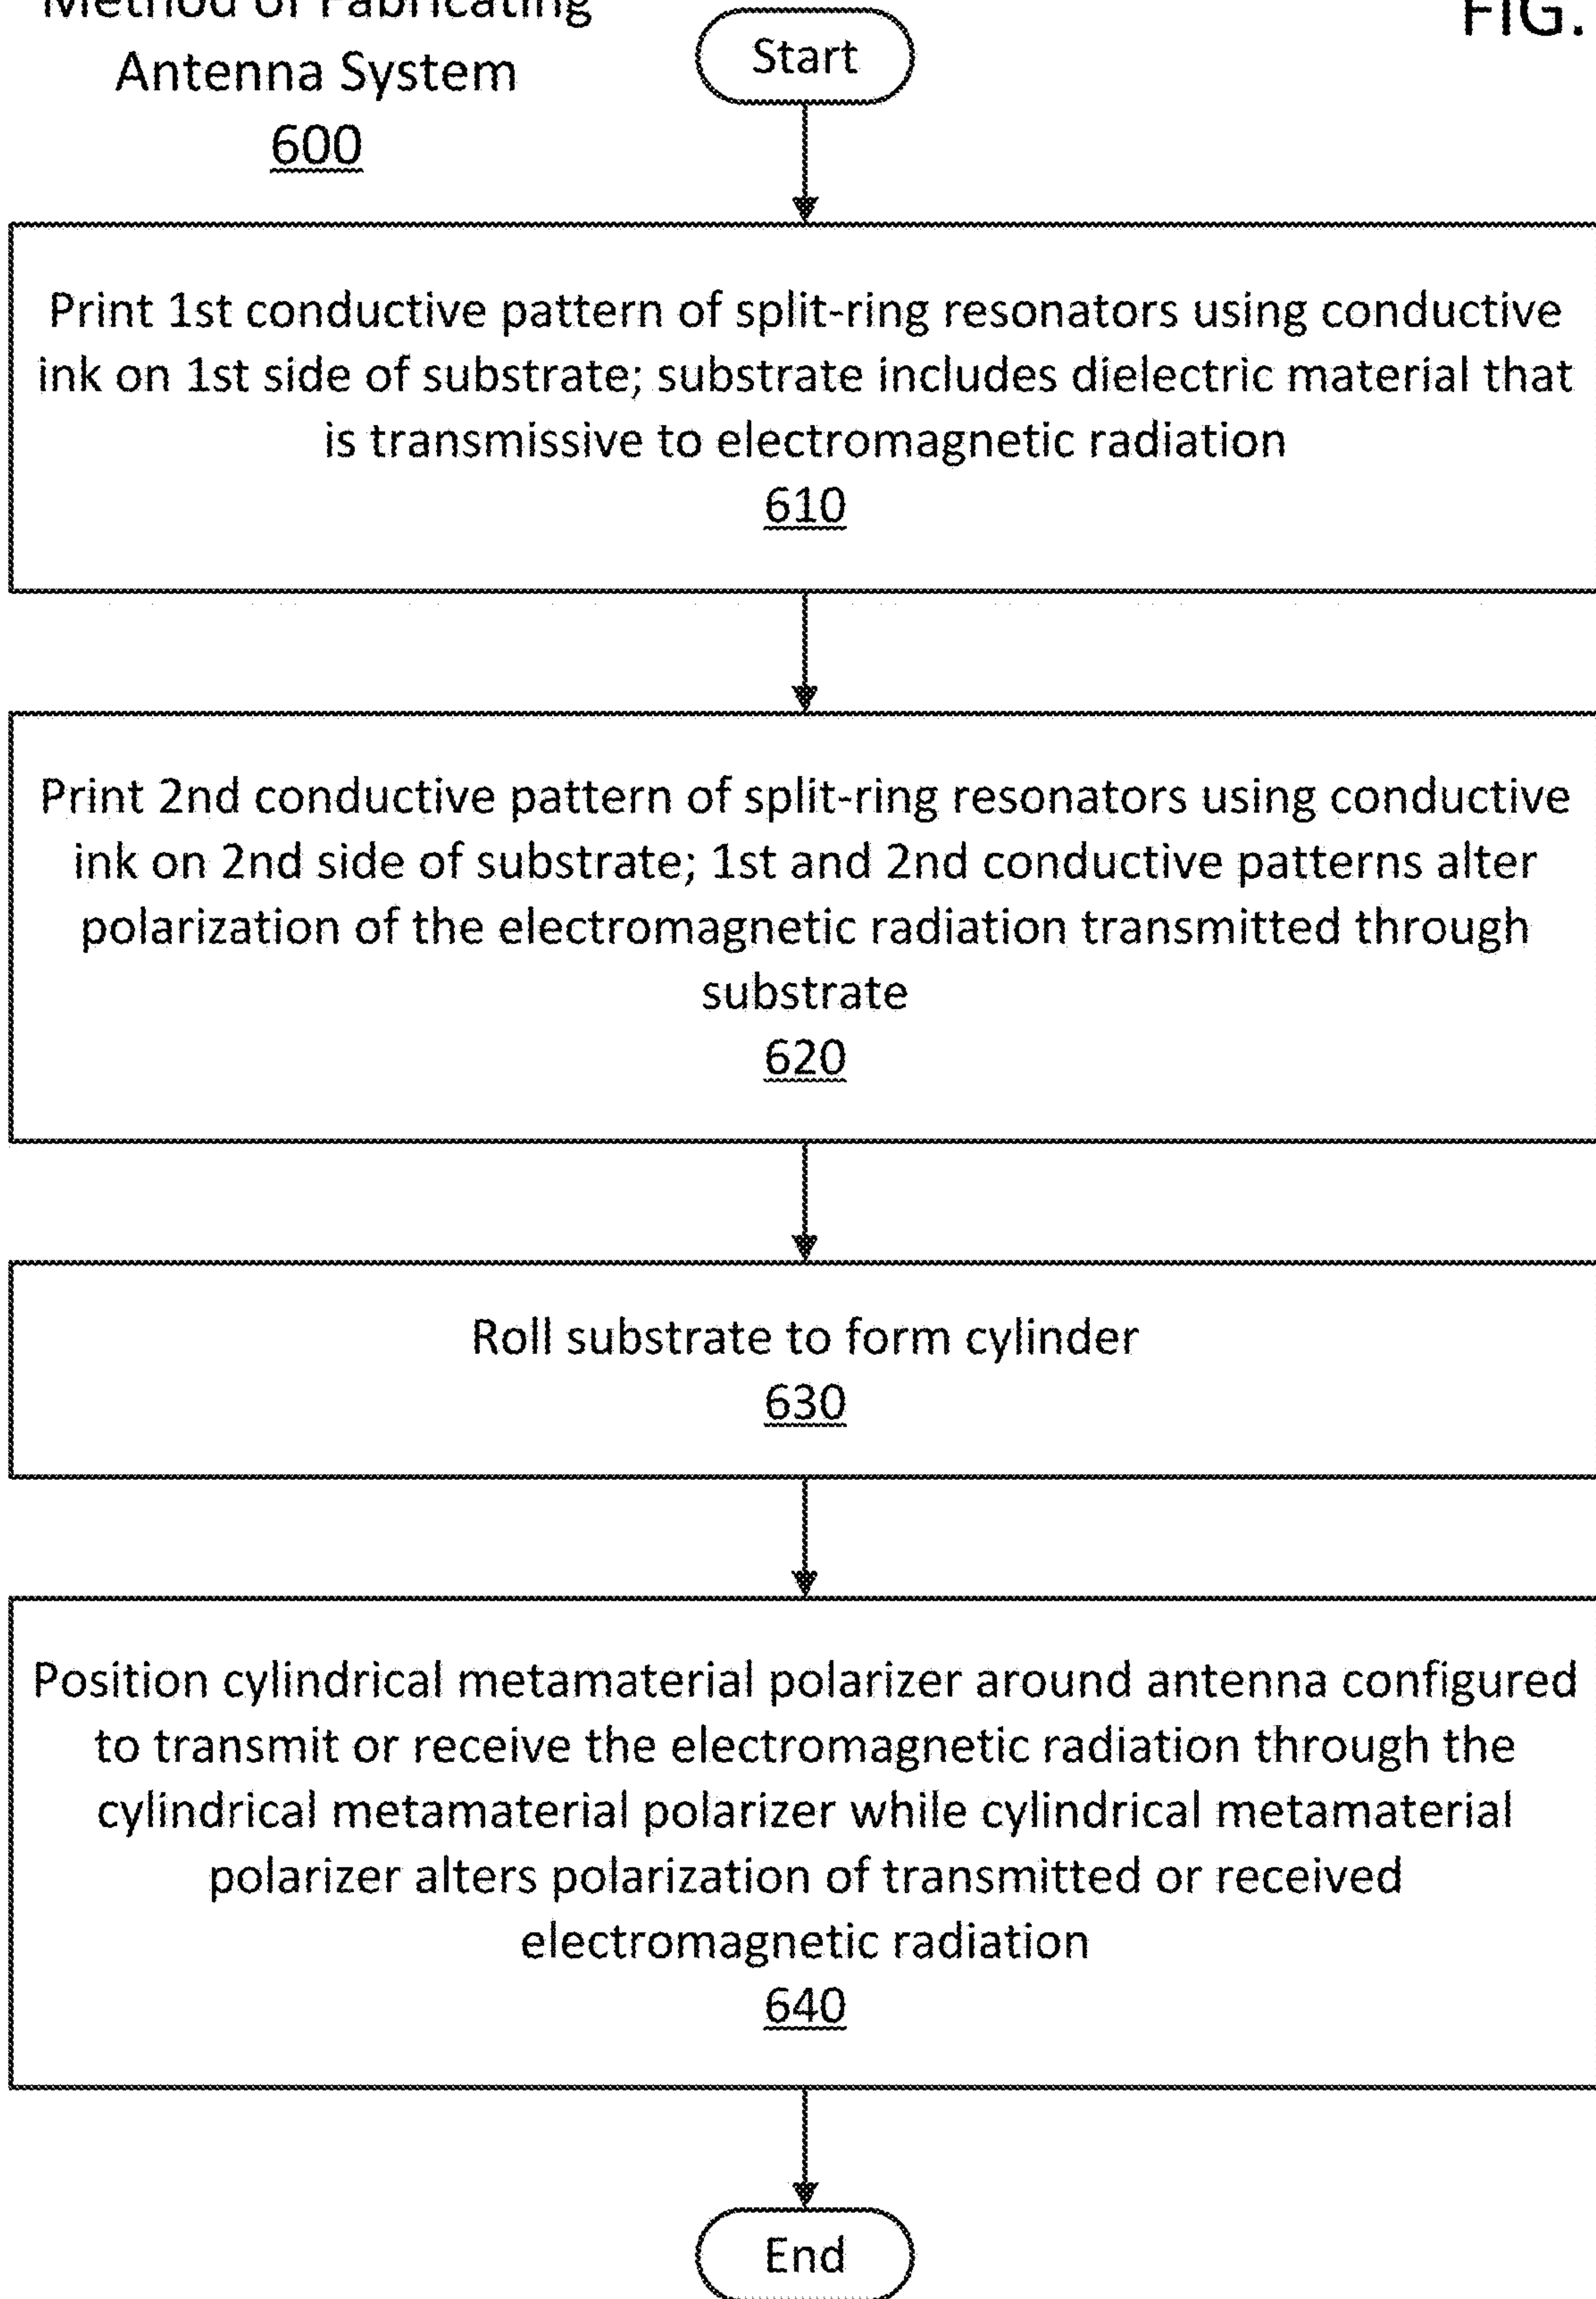 Method of Fabricating
Antenna System
600
FIG.
Start
Print 1st conductive pattern of split-ring resonators using conductive
ink on 1st side of substrate; substrate includes dielectric material that
is transmissive to electromagnetic radiation
610
Print 2nd conductive pattern of split-ring resonators using conductive
ink on 2nd side of substrate; 1st and 2nd conductive patterns alter
polarization of the electromagnetic radiation transmitted through
substrate
620
Roll substrate to form cylinder
630
Position cylindrical metamaterial polarizer around antenna configured
to transmit or receive the electromagnetic radiation through the
cylindrical metamaterial polarizer while cylindrical metamaterial
polarizer alters polarization of transmitted or received
electromagnetic radiation
640
End